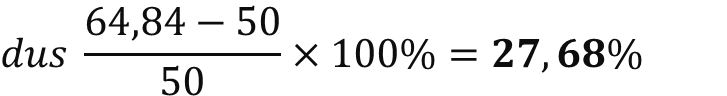 dus (64,84 − 50)/50 × 100% = 27,68%